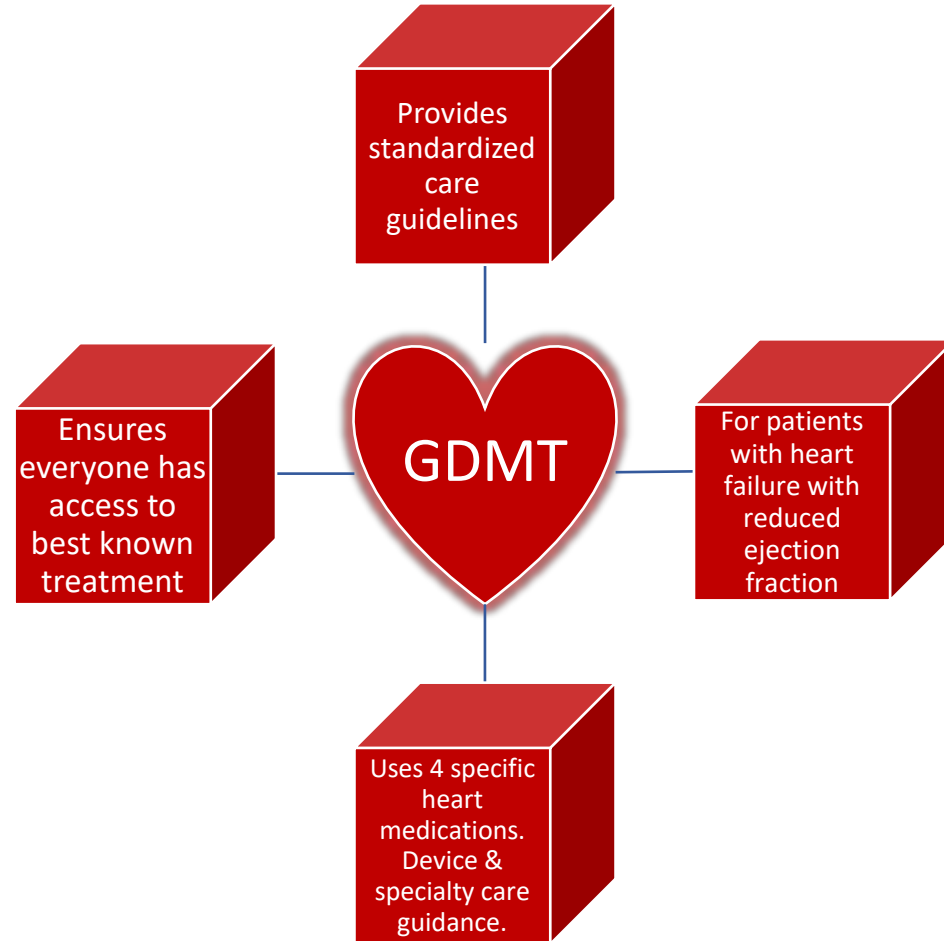 Provides
standardized
care
guidelines
Ensures
everyone has
access to
best known
treatment
GDMT
For patients
with heart
failure with
reduced
ejection
fraction
Uses 4 specific
heart
medications.
Device &
specialty care
guidance.